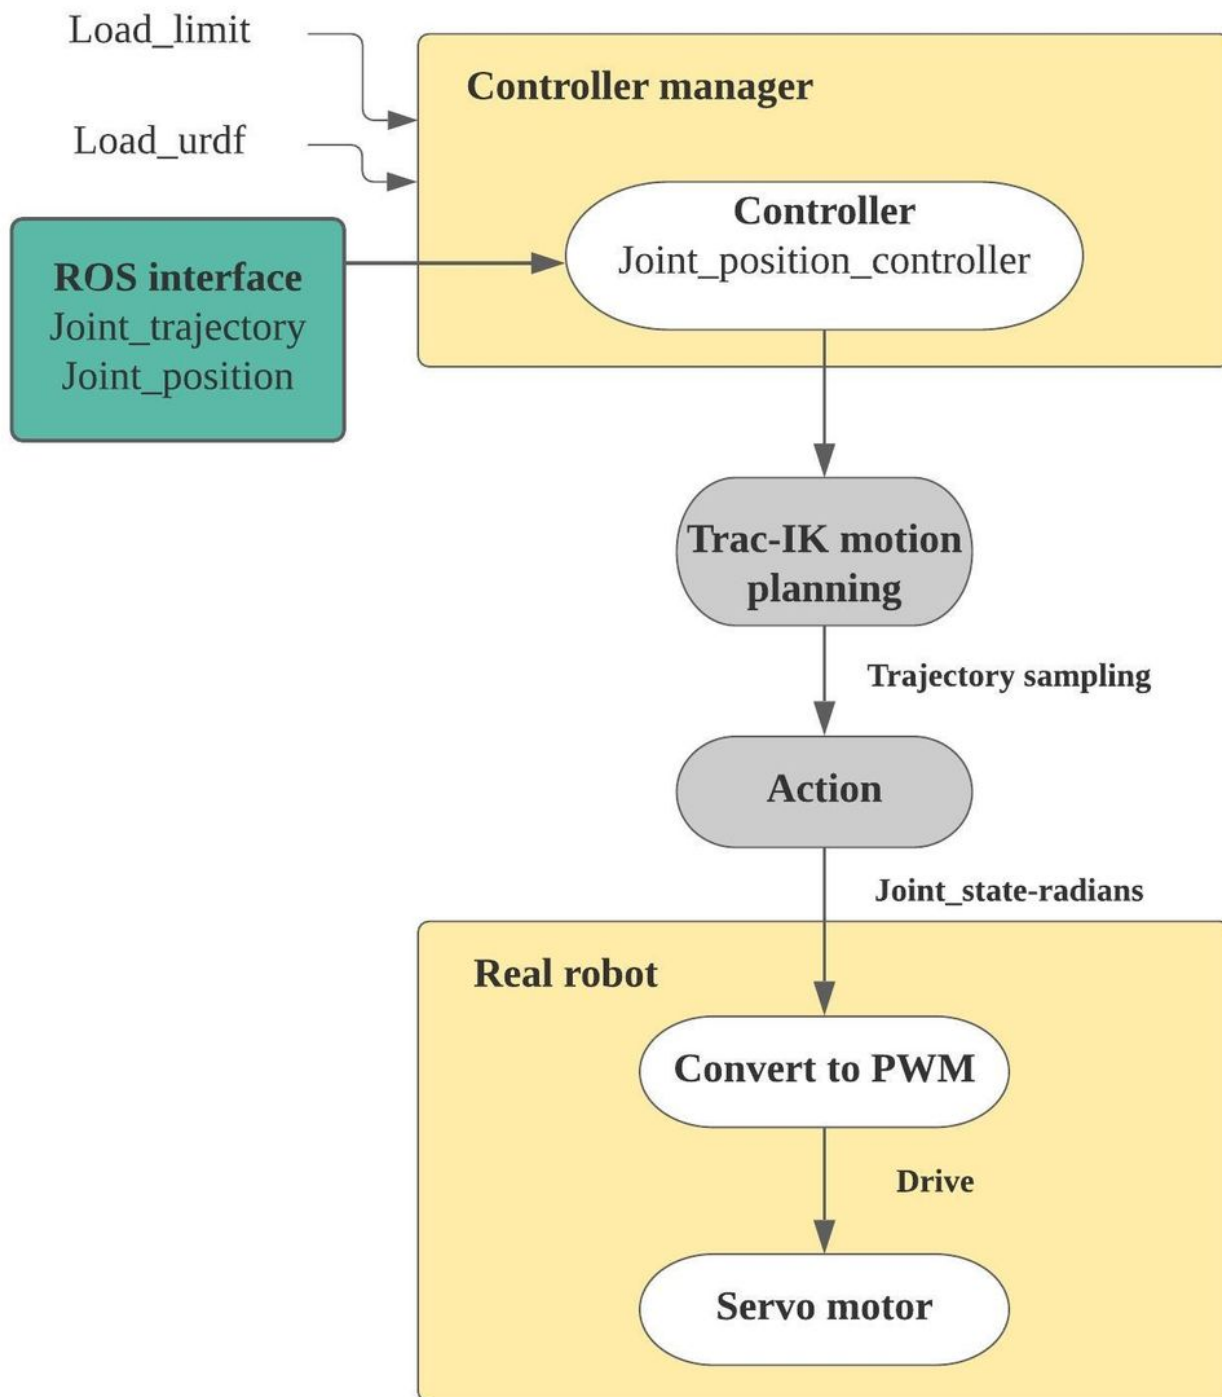 Load_limit
Controller manager
Load_urdf
Controller
Joint_position_controller
ROS interface
Joint_trajectory
Joint_position
Trac-IK motion
planning
Trajectory sampling
Action
Joint_state-radians
Real robot
Convert to PWM
Drive
Servo motor